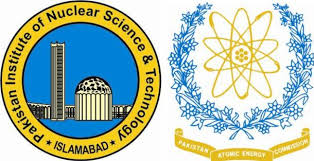 Pakistan Institute of Nuclear Science & Technology
★ ISLAMABAD ★
PAKISTAN ATOMIC ENERGY COMMISSION